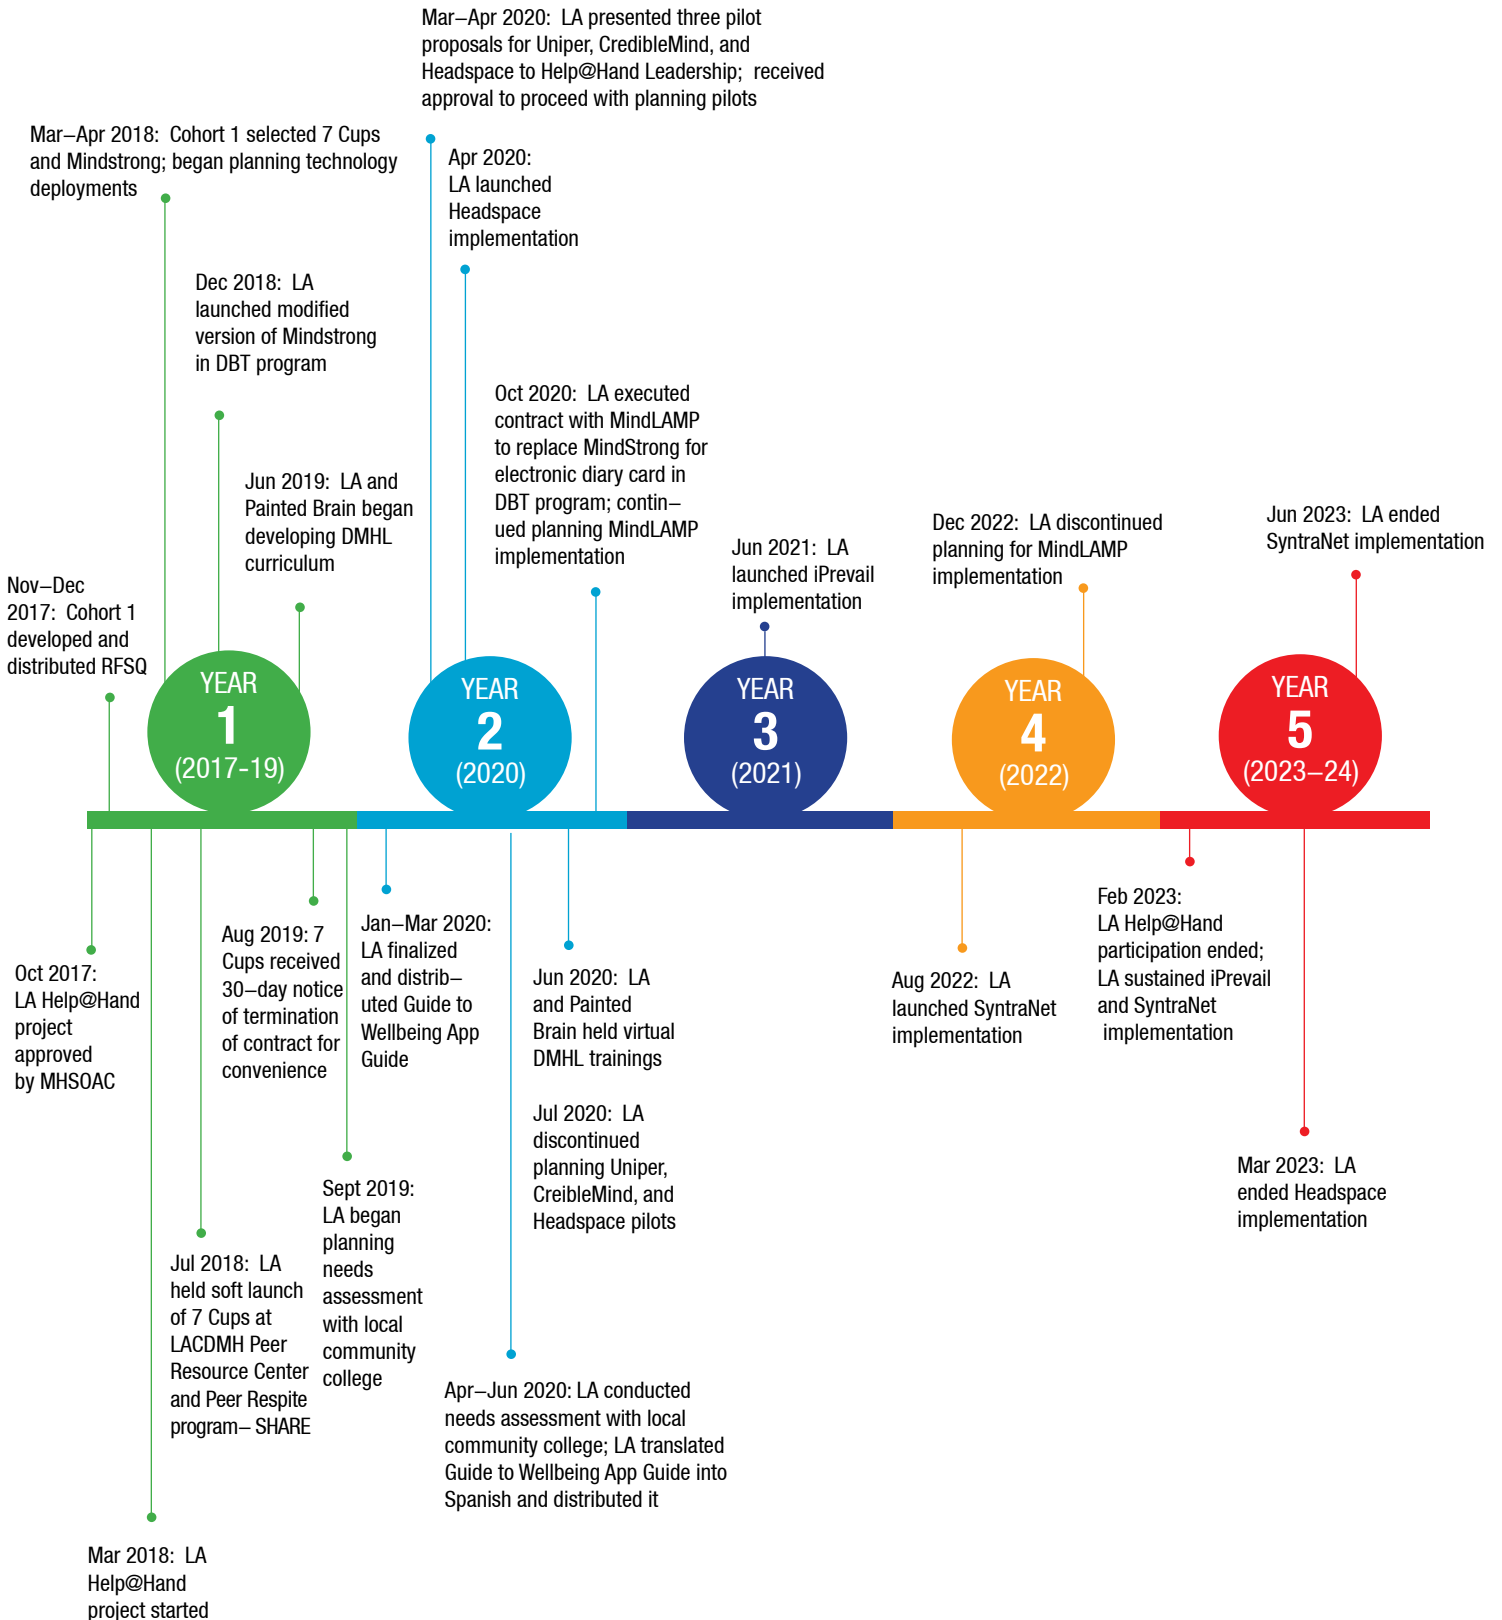 Mar–Apr 2020:  LA presented three pilot
proposals for Uniper, CredibleMind, and
Headspace to Help@Hand Leadership;  received
approval to proceed with planning pilots
Mar–Apr 2018:  Cohort 1 selected 7 Cups
and Mindstrong; began planning technology
deployments
Apr 2020:
LA launched
Headspace
implementation
Dec 2018:  LA
launched modified
version of Mindstrong
in DBT program
Oct 2020:  LA executed
contract with MindLAMP
to replace MindStrong for
electronic diary card in
DBT program; contin–
ued planning MindLAMP
implementation
Jun 2019:  LA and
Painted Brain began
developing DMHL
curriculum
Nov–Dec
2017:  Cohort 1
developed and
distributed RFSQ
Jun 2021:  LA
launched iPrevail
implementation
Dec 2022:  LA discontinued
planning for MindLAMP
implementation
Jun 2023:  LA ended
SyntraNet implementation
YEAR
1
(2017-19)
YEAR
2
(2020)
YEAR
3
(2021)
YEAR
4
(2022)
YEAR
5
(2023–24)
Oct 2017:
LA Help@Hand
project
approved
by MHSOAC
Aug 2019: 7
Cups received
30–day notice
of termination
of contract for
convenience
Jan–Mar 2020:
LA finalized
and distrib–
uted Guide to
Wellbeing App
Guide
Jun 2020:  LA
and Painted
Brain held virtual
DMHL trainings
Jul 2020:  LA
discontinued
planning Uniper,
CreibleMind, and
Headspace pilots
Aug 2022:  LA
launched SyntraNet
implementation
Feb 2023:
LA Help@Hand
participation ended;
LA sustained iPrevail
and SyntraNet
implementation
Mar 2023:  LA
ended Headspace
implementation
Sept 2019:
LA began
planning
needs
assessment
with local
community
college
Jul 2018:  LA
held soft launch
of 7 Cups at
LACDMH Peer
Resource Center
and Peer Respite
program– SHARE
Apr–Jun 2020: LA conducted
needs assessment with local
community college; LA translated
Guide to Wellbeing App Guide into
Spanish and distributed it
Mar 2018:  LA
Help@Hand
project started